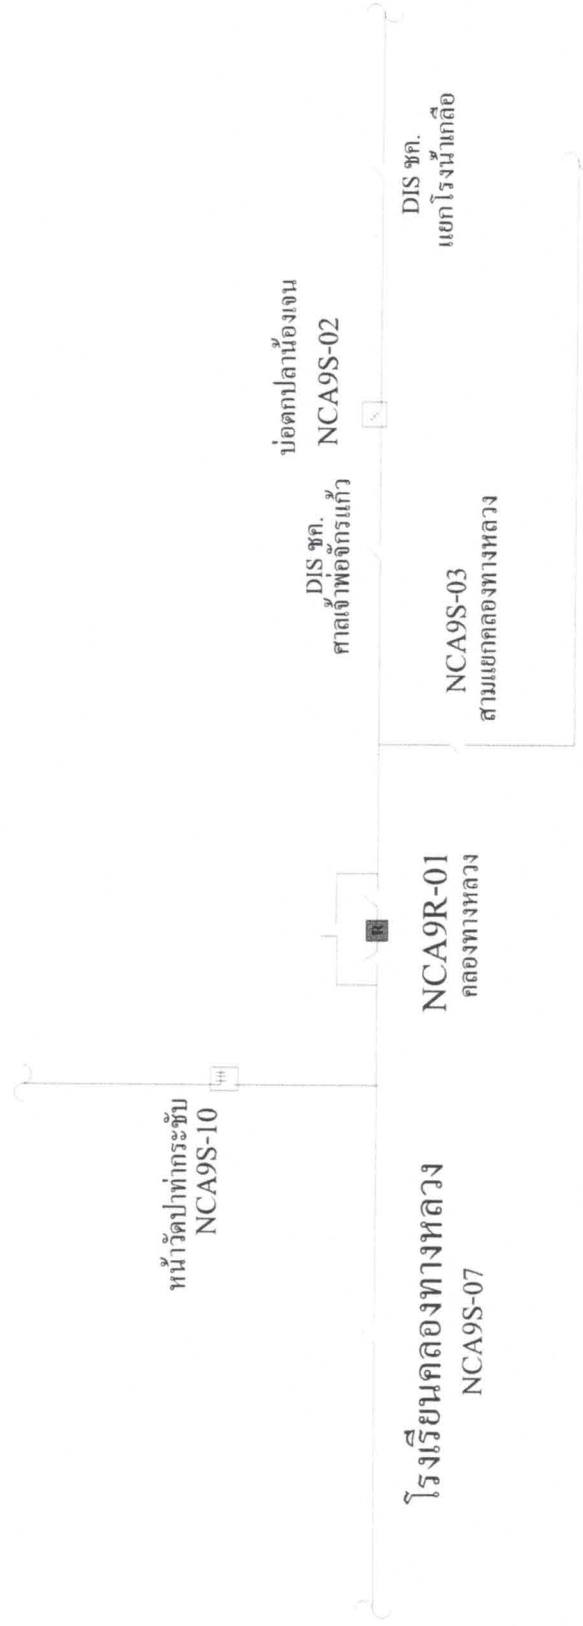 หน้าวัดป่าท่ากระชับ
NCA9S-10
โรงเรียนคลองทางหลวง
NCA9S-07
R
NCA9R-01
คลองทางหลวง
DIS ชค.
ศาลเจ้าพ่อจักรแก้ว
NCA9S-03
สามแยกคลองทางหลวง
บ่อตกปลาน้องเจน
NCA9S-02
DIS ชค.
แยกโรงน้ำเกลือ